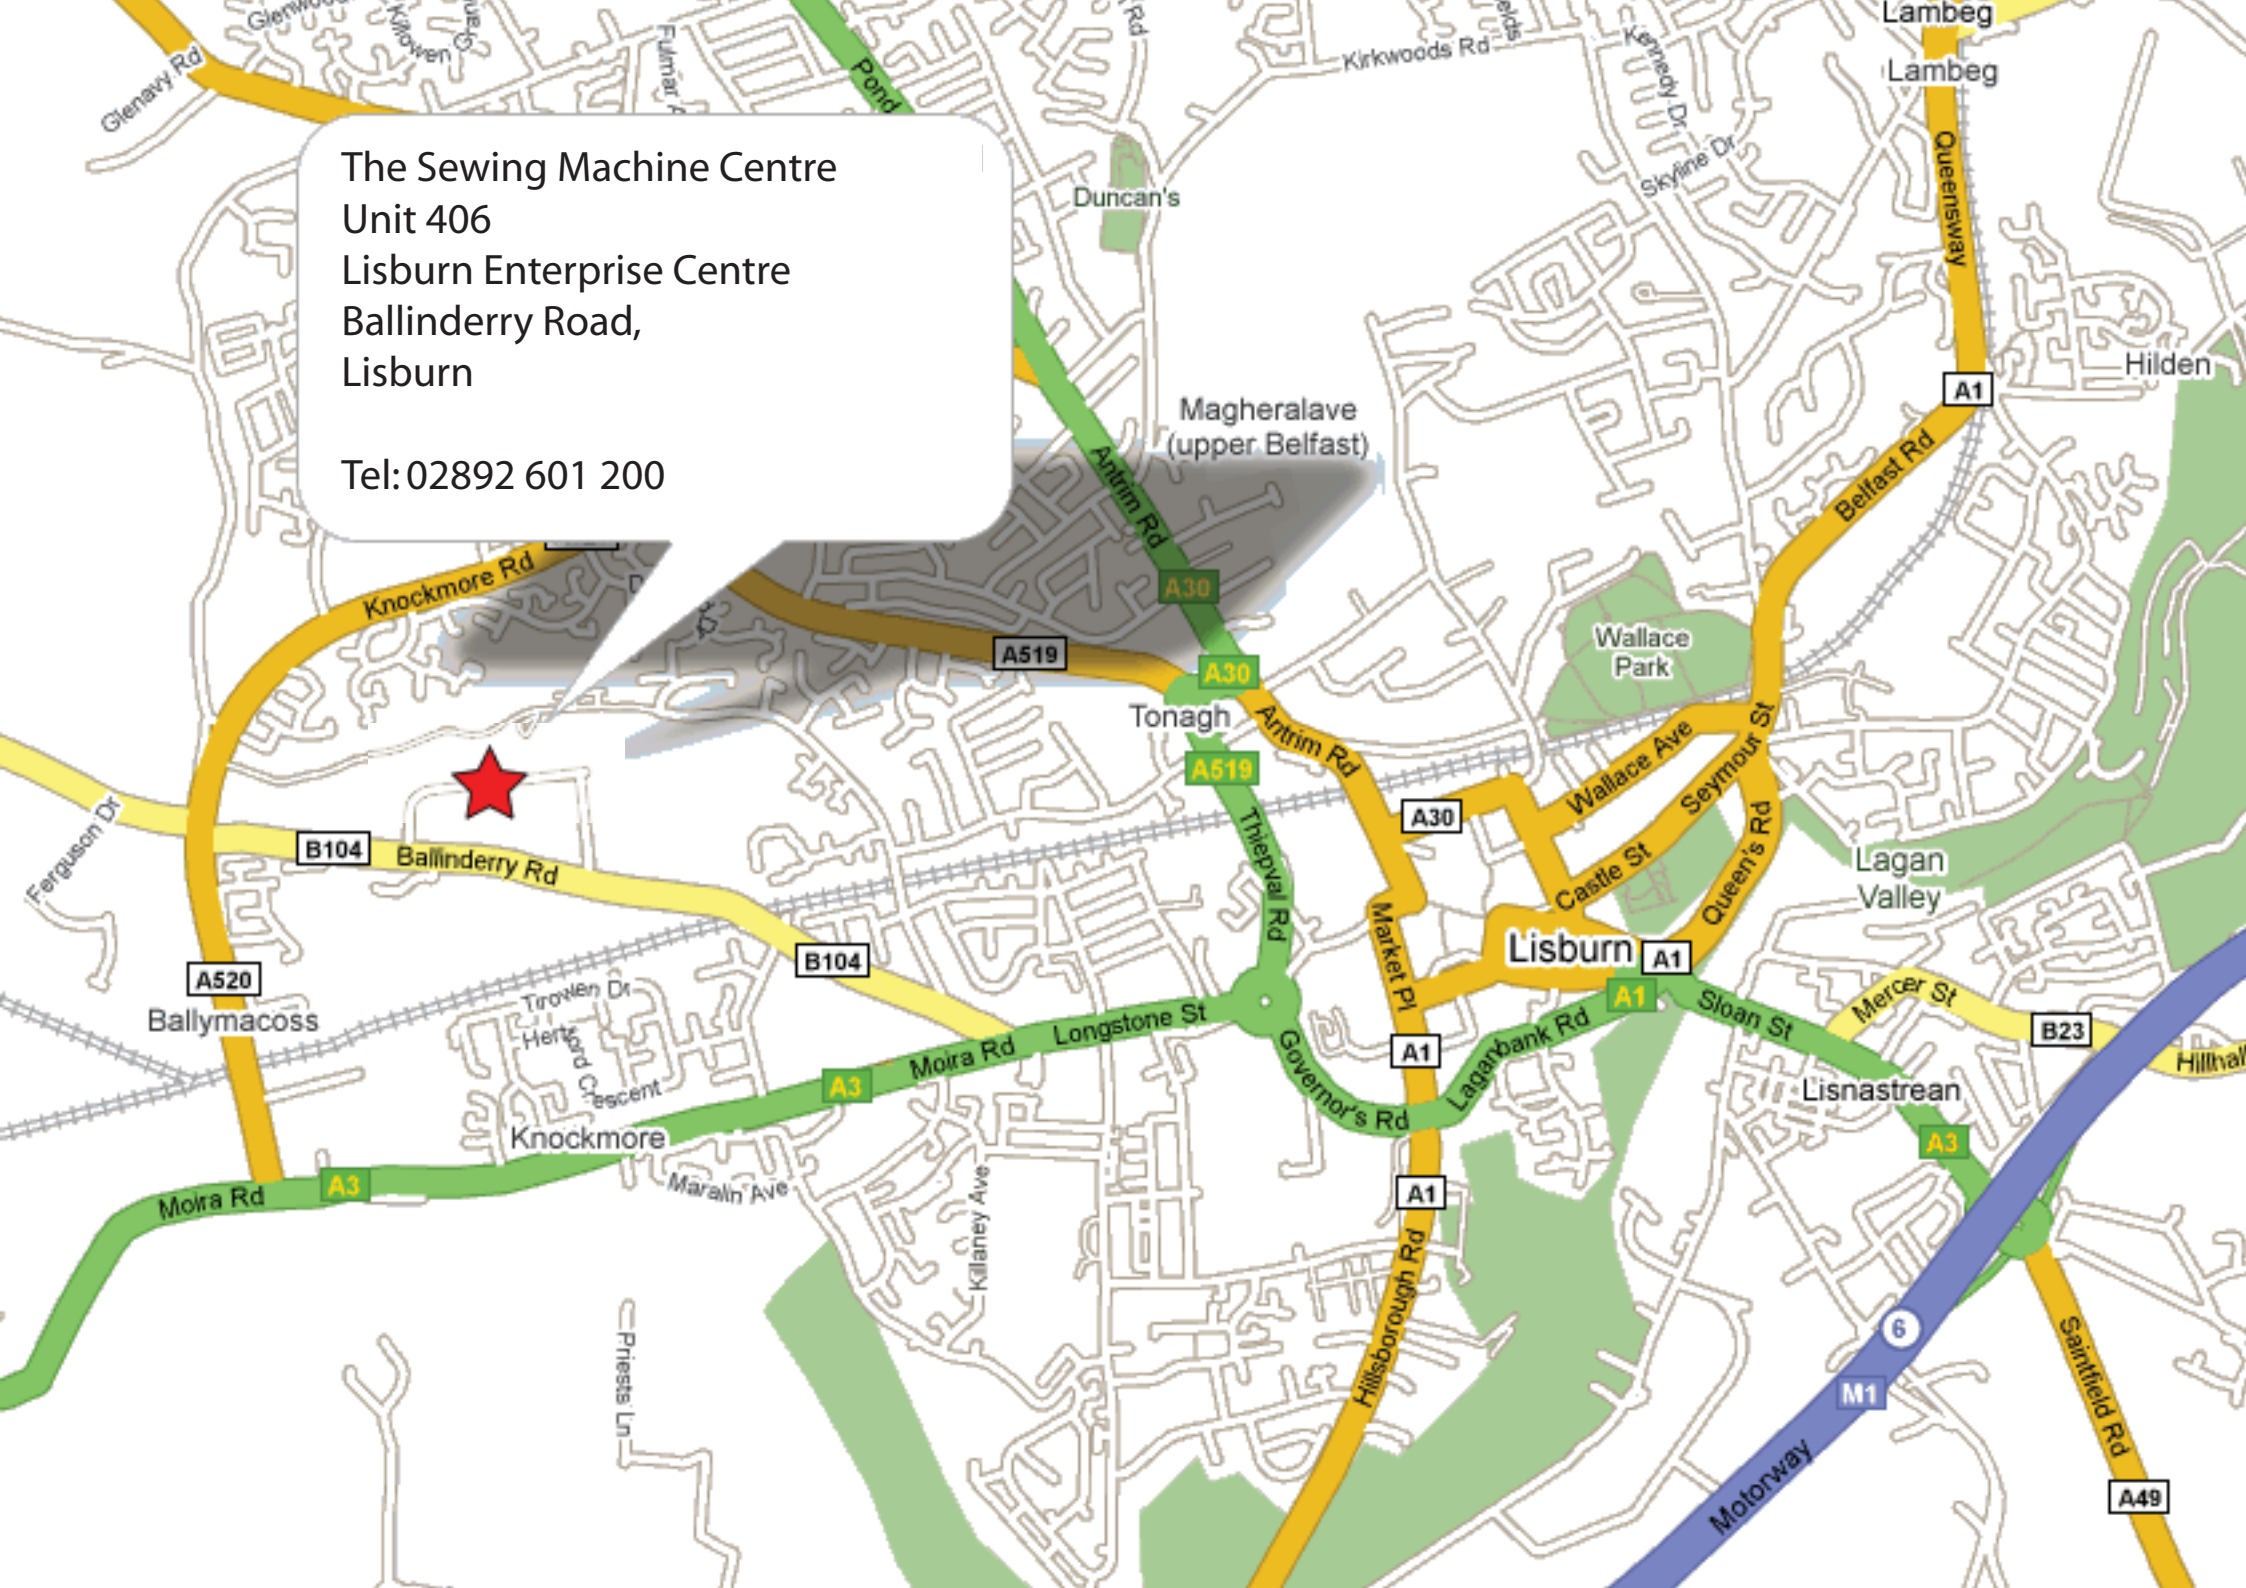 The Sewing Machine Centre
Unit 406
Lisburn Enterprise Centre
Ballinderry Road,
Lisburn
Tel: 02892 601 200
Glenavy Rd
Killowen
Pond
Rd
Kirkwoods Rd
Kennedy Dr
Skyline Dr
Lambeg
Lambeg
Queensway
Duncan's
Hilden
A1
Magheralave
(upper Belfast)
Antrim Rd
Belfast Rd
Knockmore Rd
A30
A519
A30
Wallace
Park
Tonagh
Antrim Rd
A519
Wallace Ave
Seymour St
A30
Thiepval Rd
Castle St
Queen's Rd
Lagan
Valley
Ferguson Dr
B104
Ballinderry Rd
Market Pl
Lisburn
A1
B104
A520
Ballymacoss
Tirowen Dr
Hertford Crescent
A1
Sloan St
Mercer St
B23
Longstone St
Moira Rd
A3
Governor's Rd
A1
Laganbank Rd
Lisnastrean
Knockmore
A3
Moira Rd
A3
Maralin Ave
Killaney Ave
A1
Hillsborough Rd
Priests Ln
6
M1
Motorway
Saintfield Rd
A49